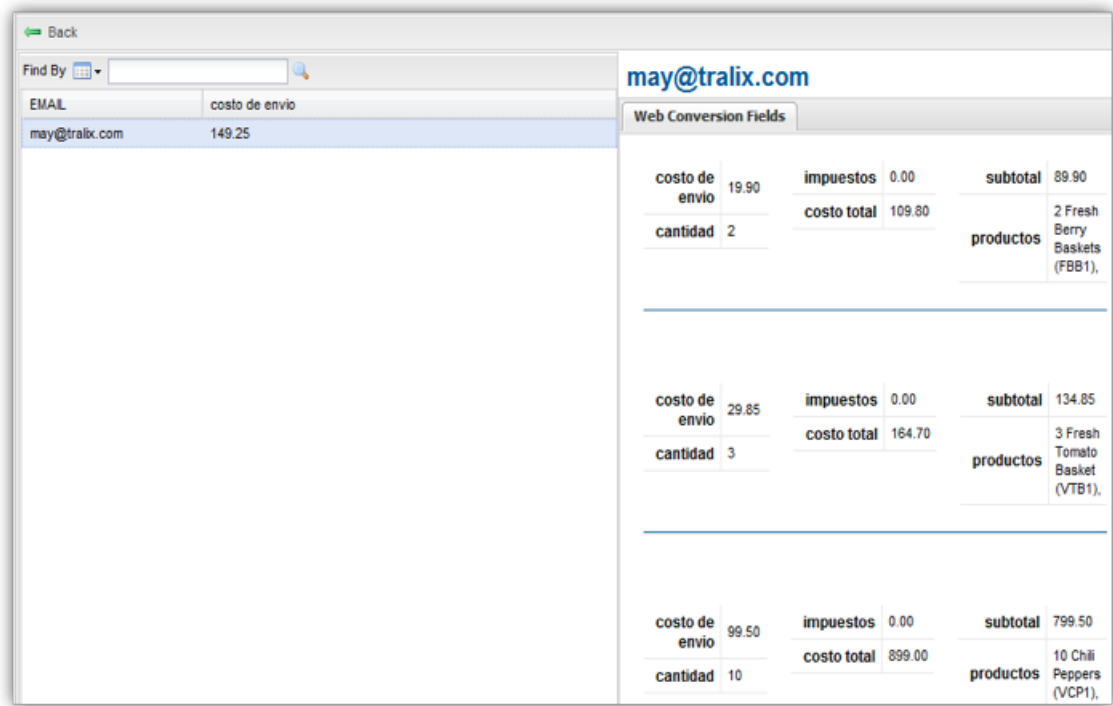 Back
Find By
EMAIL costo de envio
may@tralix.com 149.25
may@tralix.com
Web Conversion Fields
costo de envio 19.90 impuestos 0.00 subtotal 89.90
cantidad 2 costo total 109.80 productos 2 Fresh
Berry
Baskets
(FBB1),
costo de envio 29.85 impuestos 0.00 subtotal 134.85
cantidad 3 costo total 164.70 productos 3 Fresh
Tomato
Basket
(VTB1),
costo de envio 99.50 impuestos 0.00 subtotal 799.50
cantidad 10 costo total 899.00 productos 10 Chili
Peppers
(VCP1),